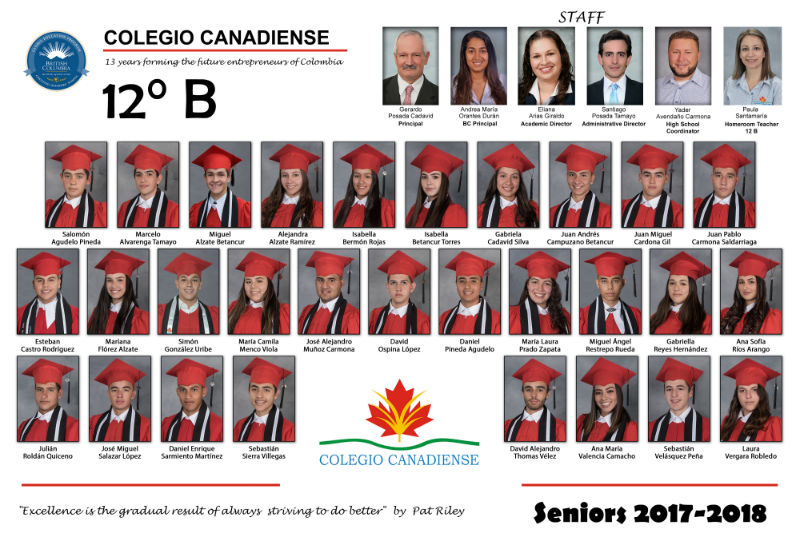 COLEGIO CANADIENSE
13 years forming the future entrepreneurs of Colombia
12° B
BRITISH
COLUMBIA
STAFF
Gerardo
Posada Cadavid
Principal
Andrea María
Orantes Durán
BC Principal
Eliana
Arias Giraldo
Academic Director
Santiago
Posada Tamayo
Administrative Director
Yader
Avendaño Carmona
High School
Coordinator
Paula
Santamaría
Homeroom Teacher
12 B
Salomón
Agudelo Pineda
Marcelo
Alvarenga Tamayo
Miguel
Alzate Betancur
Alejandra
Alzate Ramírez
Isabella
Bermón Rojas
Isabella
Betancur Torres
Gabriela
Cadavid Silva
Juan Andrés
Campuzano Betancur
Juan Miguel
Cardona Gil
Juan Pablo
Carmona Saldarriaga
Esteban
Castro Rodríguez
Mariana
Flórez Alzate
Simón
González Uribe
María Camila
Menco Viola
José Alejandro
Muñoz Carmona
David
Ospina López
Daniel
Pineda Agudelo
María Laura
Prado Zapata
Miguel Ángel
Restrepo Rueda
Gabriella
Reyes Hernández
Ana Sofía
Ríos Arango
Julián
Roldán Quiceno
José Miguel
Salazar López
Daniel Enrique
Sarmiento Martínez
Sebastián
Sierra Villegas
COLEGIO CANADIENSE
David Alejandro
Thomas Vélez
Ana María
Valencia Camacho
Sebastián
Velásquez Peña
Laura
Vergara Robledo
"Excellence is the gradual result of always striving to do better" by Pat Riley
Seniors 2017-2018